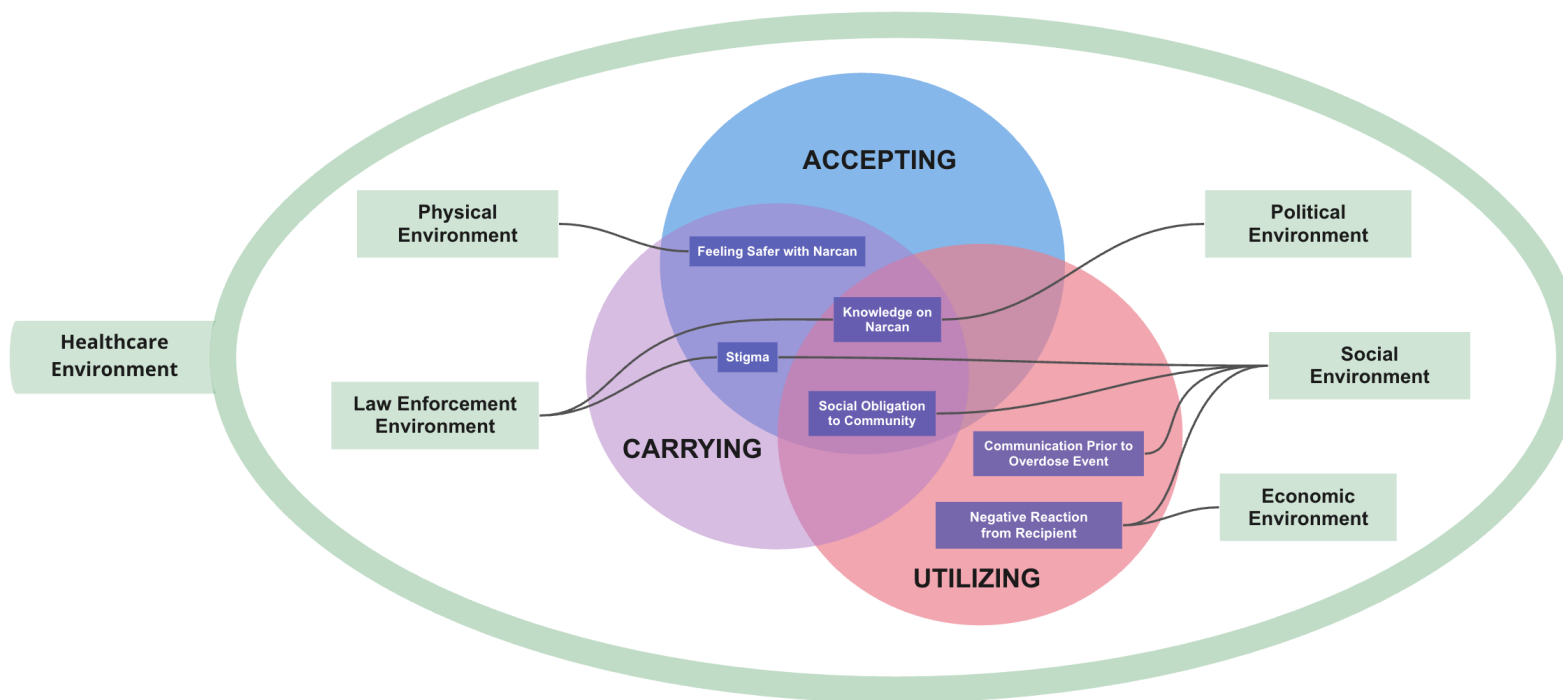 ACCEPTING
Physical
Environment
Political
Environment
Feeling Safer with Narcan
Knowledge on
Narcan
Healthcare
Environment
Stigma
Social
Environment
Law Enforcement
Environment
Social Obligation
to Community
CARRYING
Communication Prior to
Overdose Event
Economic
Environment
Negative Reaction
from Recipient
UTILIZING